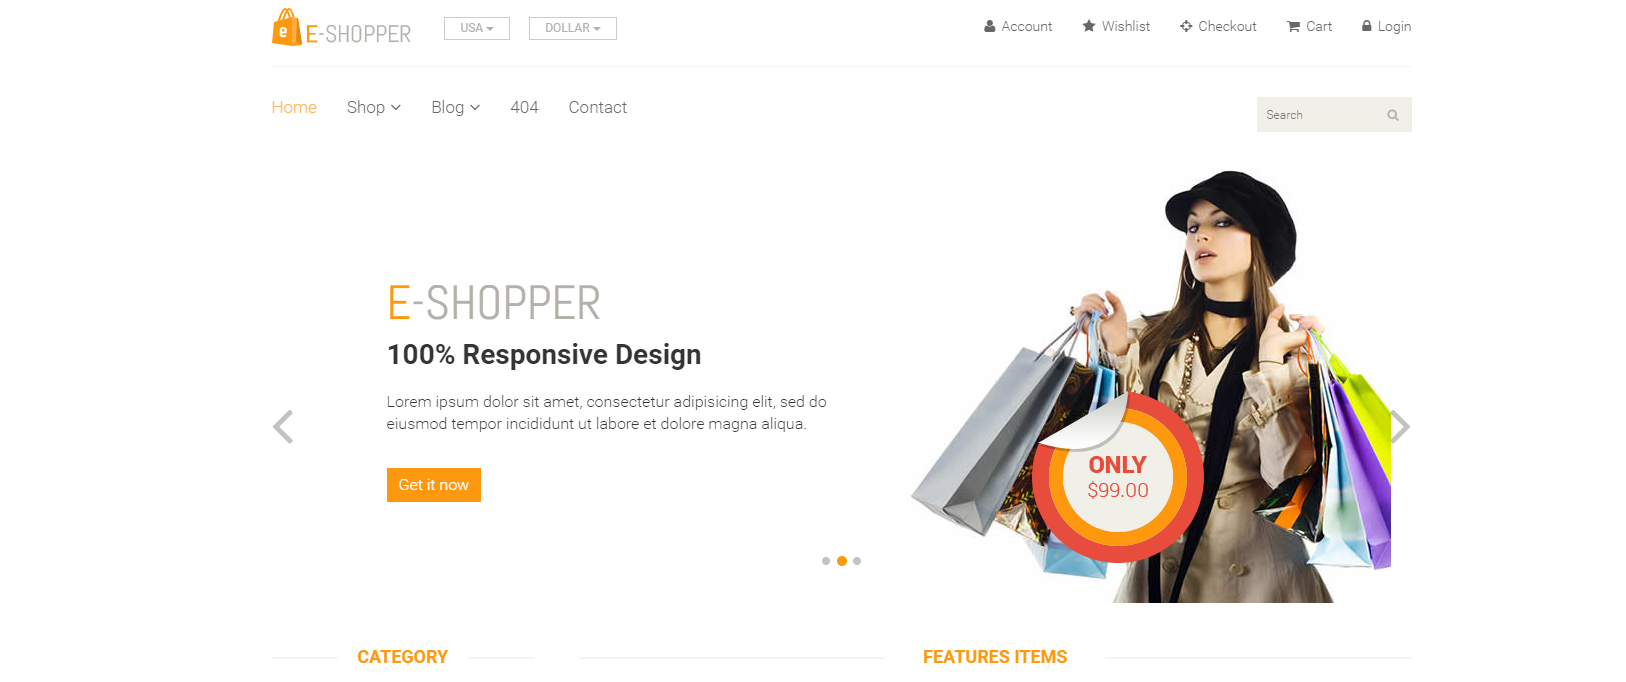 E-SHOPPER
USA
DOLLAR
Account
Wishlist
Checkout
Cart
Login
Home
Shop
Blog
404
Contact
Search
E-SHOPPER
100% Responsive Design
Lorem ipsum dolor sit amet, consectetur adipisicing elit, sed do
eiusmod tempor incididunt ut labore et dolore magna aliqua.
Get it now
ONLY
$99.00
CATEGORY
FEATURES ITEMS